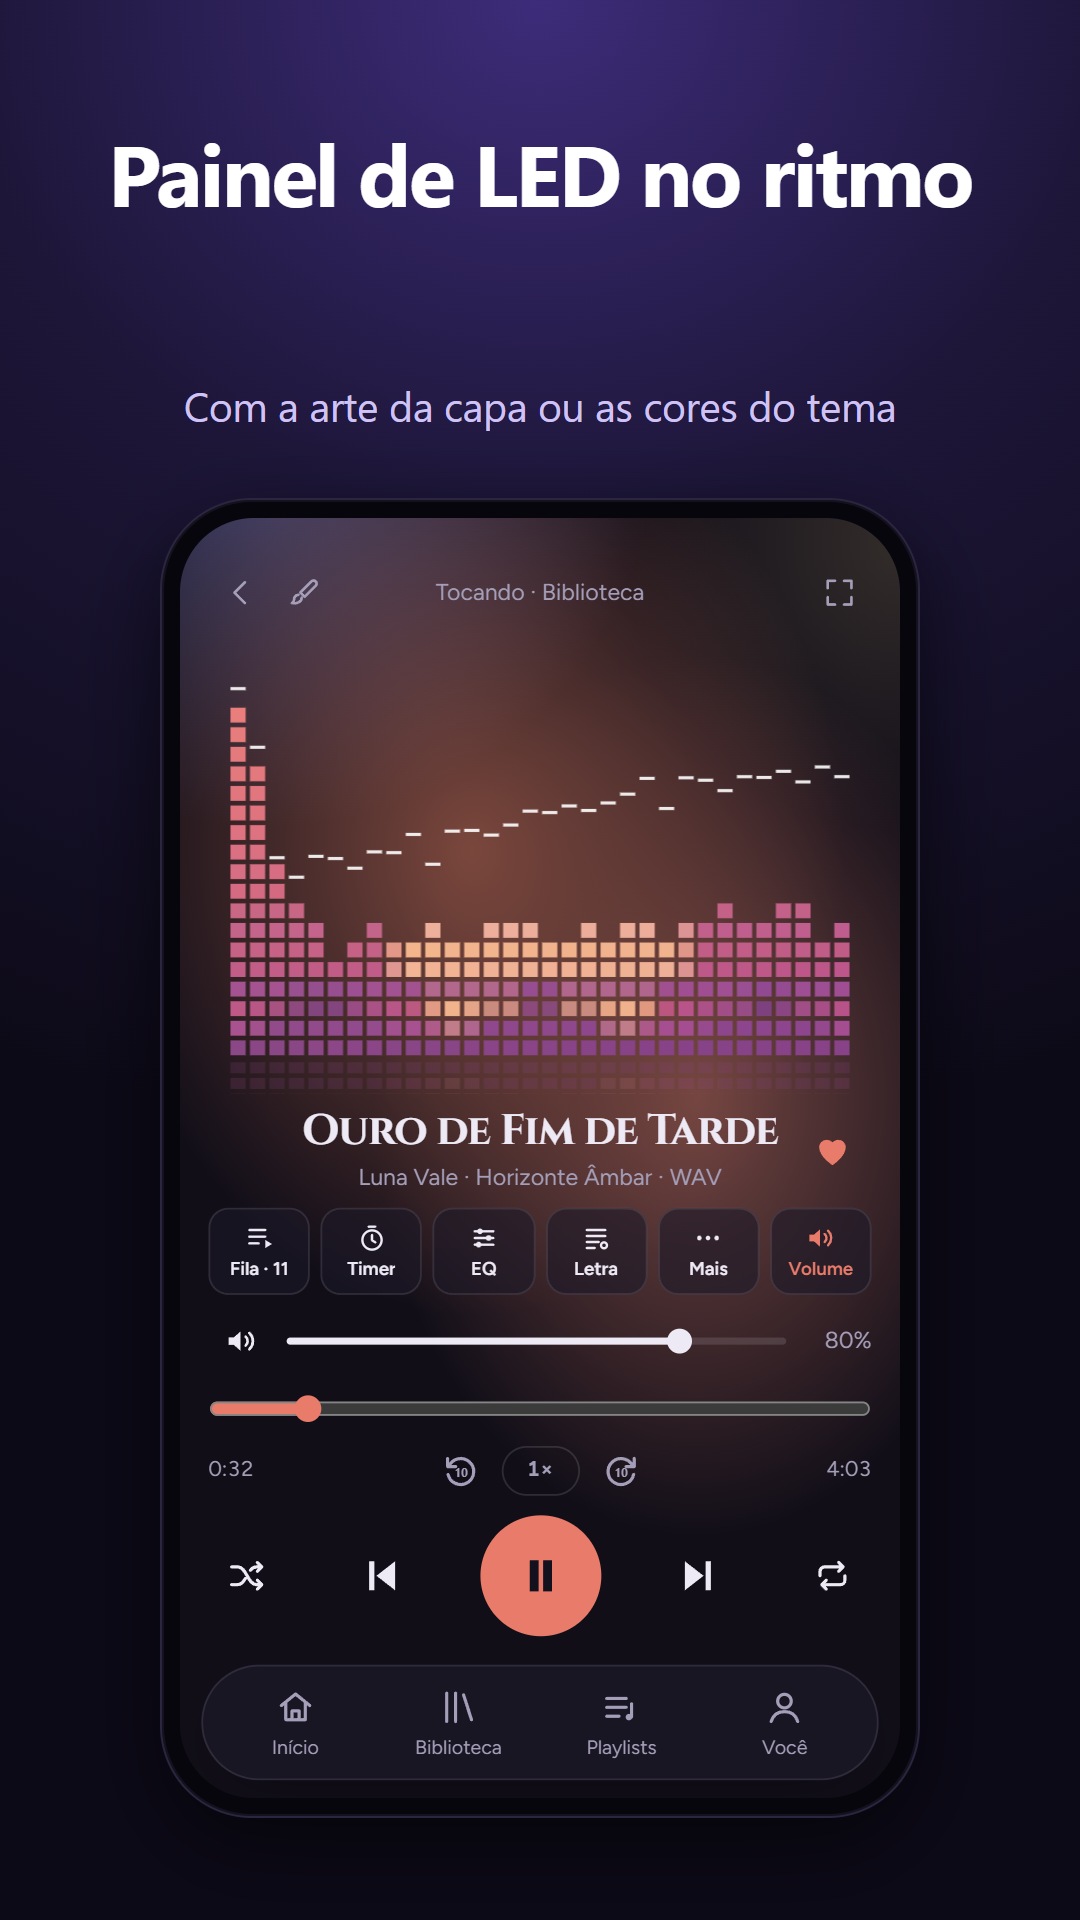 Painel de LED no ritmo
Com a arte da capa ou as cores do tema
Tocando · Biblioteca
Ouro de Fim de Tarde
Luna Vale · Horizonte Âmbar · WAV
Fila · 11
Timer
EQ
Letra
Mais
Volume
80%
0:32
10
1×
10
4:03
Início
Biblioteca
Playlists
Você